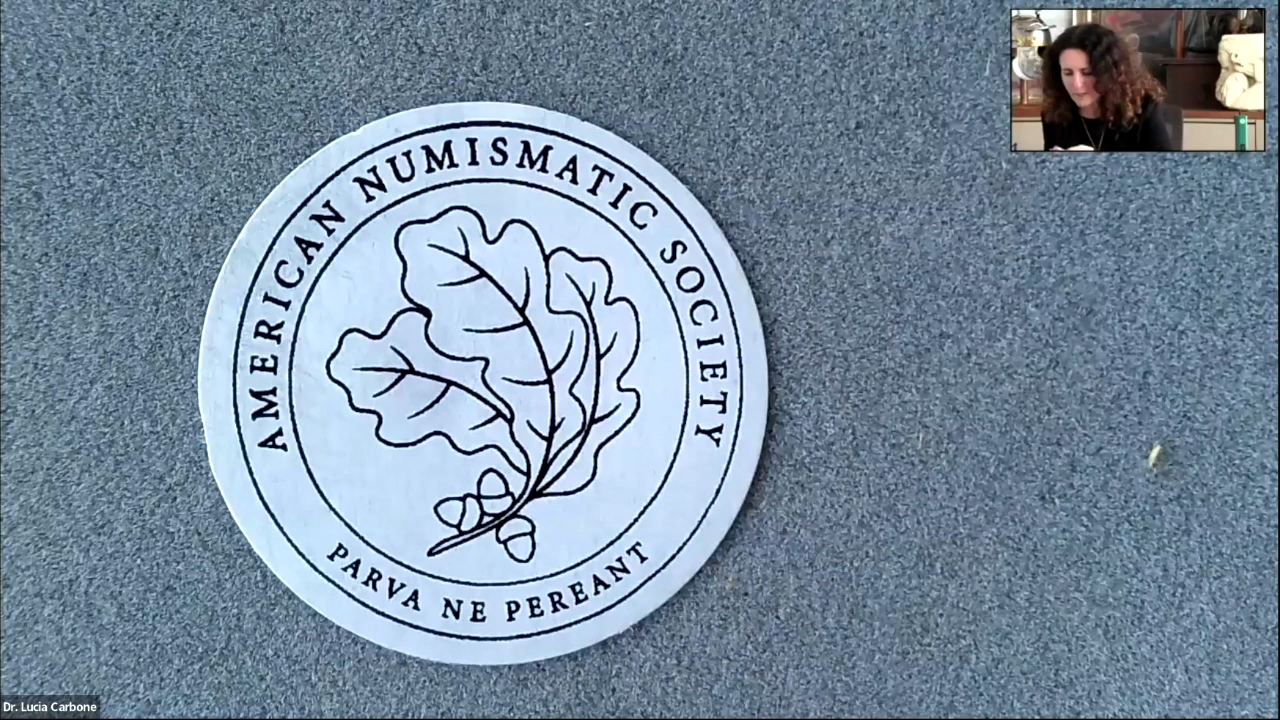 AMERICAN NUMISMATIC SOCIETY
PARVA NE PEREANT
Dr. Lucia Carbone